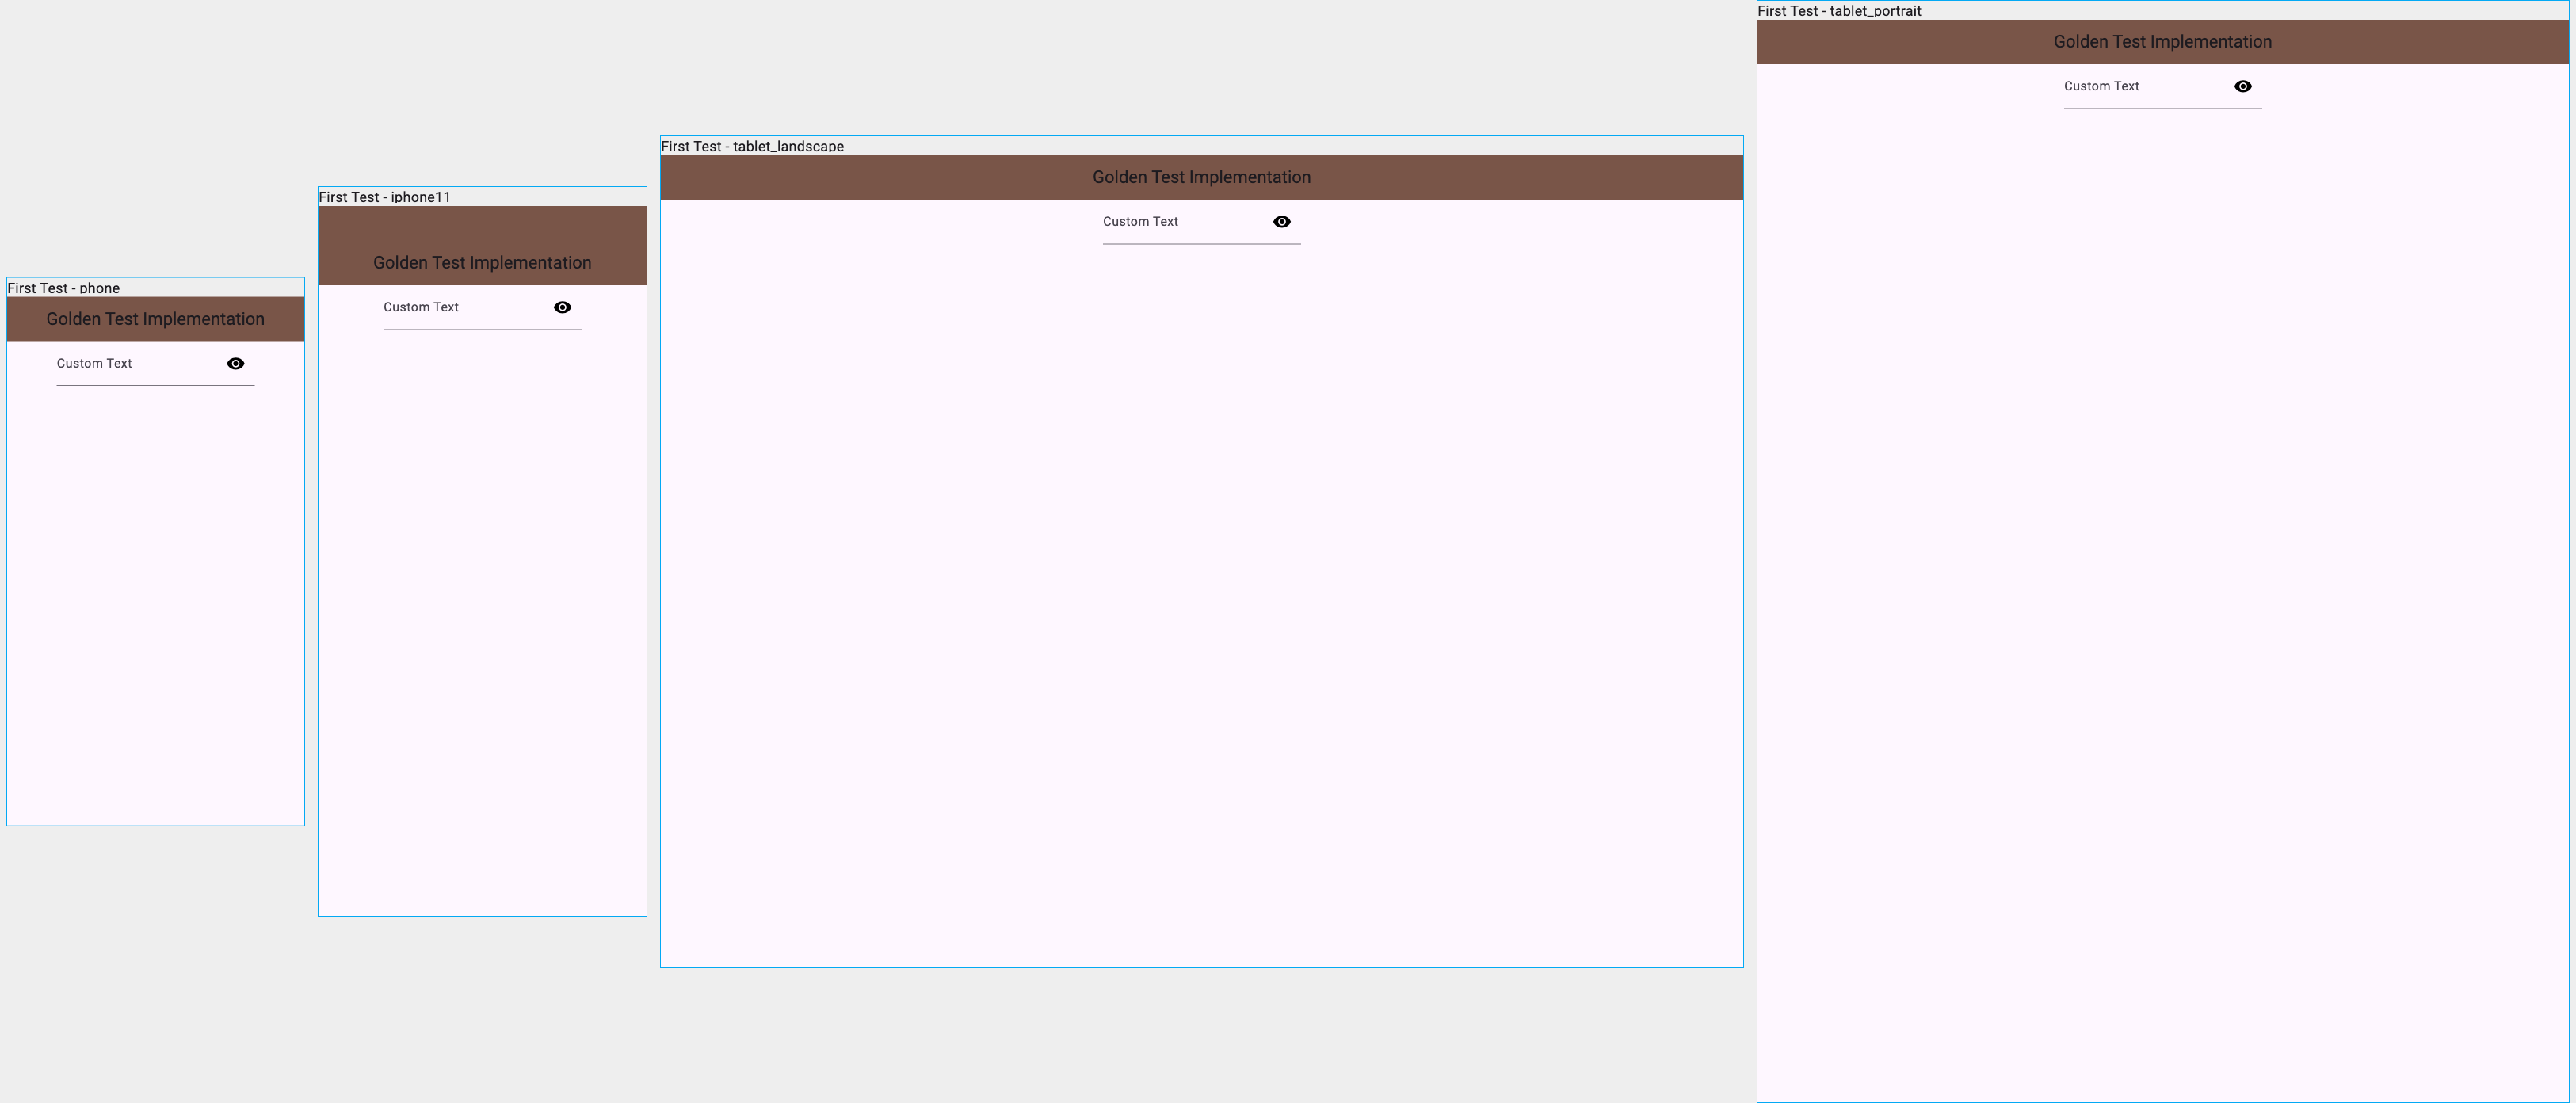 First Test - phone
Golden Test Implementation
Custom Text
First Test - iphone11
Golden Test Implementation
Custom Text
First Test - tablet_landscape
Golden Test Implementation
Custom Text
First Test - tablet_portrait
Golden Test Implementation
Custom Text